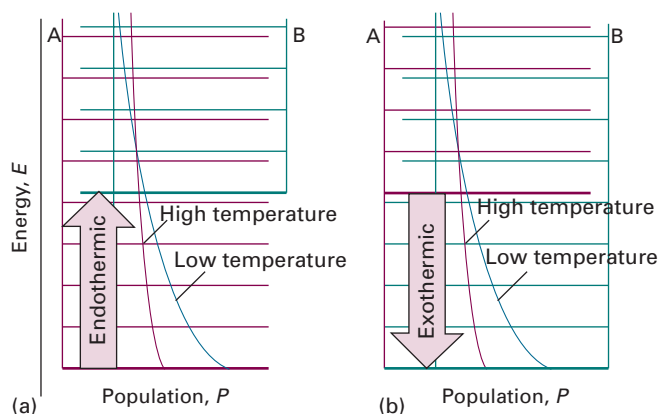 Energy, E
A
B
Endothermic
High temperature
Low temperature
(a)
Population, P
A
B
Exothermic
High temperature
Low temperature
(b)
Population, P